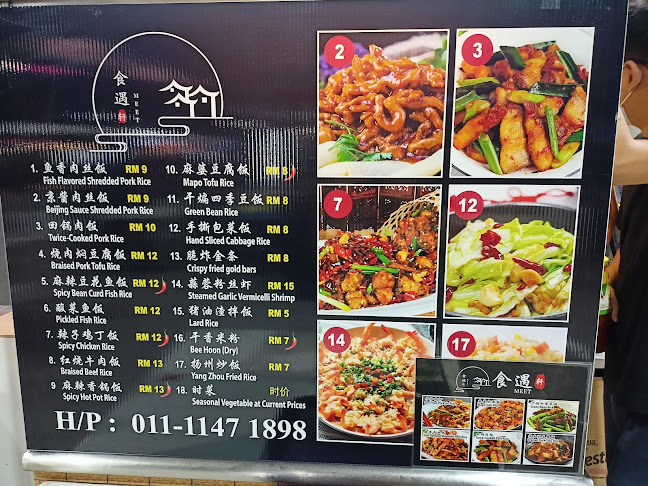 食遇
轩
MEET
1. 鱼香肉丝饭 RM 9
Fish Flavored Shredded Pork Rice
2. 京酱肉丝饭 RM 9
Beijing Sauce Shredded Pork Rice
3. 回锅肉饭 RM 10
Twice-Cooked Pork Rice
4. 烧肉焖豆腐饭 RM 12
Braised Pork Tofu Rice
5. 麻辣豆花鱼饭 RM 12
Spicy Bean Curd Fish Rice
6. 酸菜鱼饭 RM 12
Pickled Fish Rice
7. 辣子鸡丁饭 RM 12
Spicy Chicken Rice
8. 红烧牛肉饭 RM 13
Braised Beef Rice
9. 麻辣香锅饭 RM 13
Spicy Hot Pot Rice
10. 麻婆豆腐饭 RM 8
Mapo Tofu Rice
11. 干煸四季豆饭 RM 8
Green Bean Rice
12. 手撕包菜饭 RM 8
Hand Sliced Cabbage Rice
13. 脆炸金条 RM 8
Crispy fried gold bars
14. 蒜蓉粉丝虾 RM 15
Steamed Garlic Vermicelli Shrimp
15. 猪油渣拌饭 RM 5
Lard Rice
16. 干香米粉 RM 7
Bee Hoon (Dry)
17. 扬州炒饭 RM 7
Yang Zhou Fried Rice
18. 时菜 时价
Seasonal Vegetable at Current Prices
H/P : 011-1147 1898
2
3
7
12
14
17
食遇轩
MEET